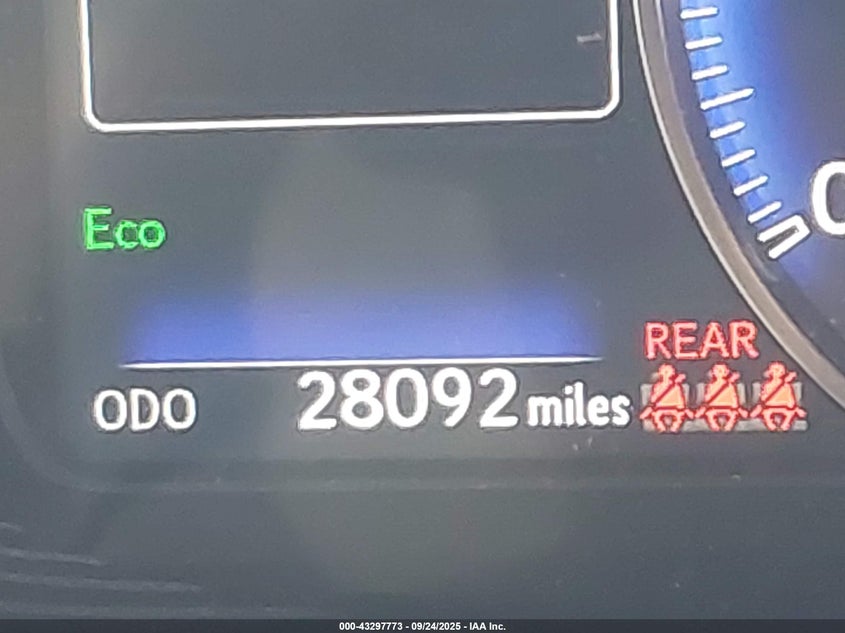 Eco
REAR
ODO 28092 miles
000-43297773 - 09/24/2025 - IAA Inc.